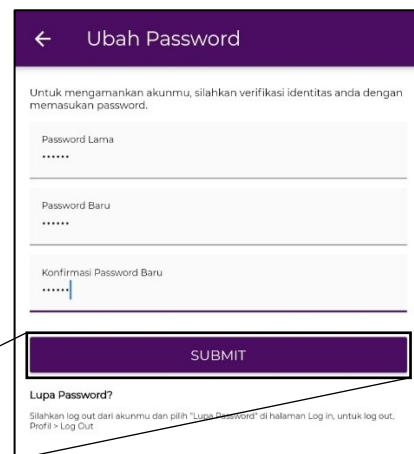 Ubah Password
Untuk mengamankan akunmu, silahkan verifikasi identitas anda dengan
memasukan password.
Password Lama
••••••
Password Baru
••••••
Konfirmasi Password Baru
••••••
SUBMIT
Lupa Password?
Silahkan log out dari akunmu dan pilih "Lupa Password" di halaman Log in, untuk log out,
Profil > Log Out